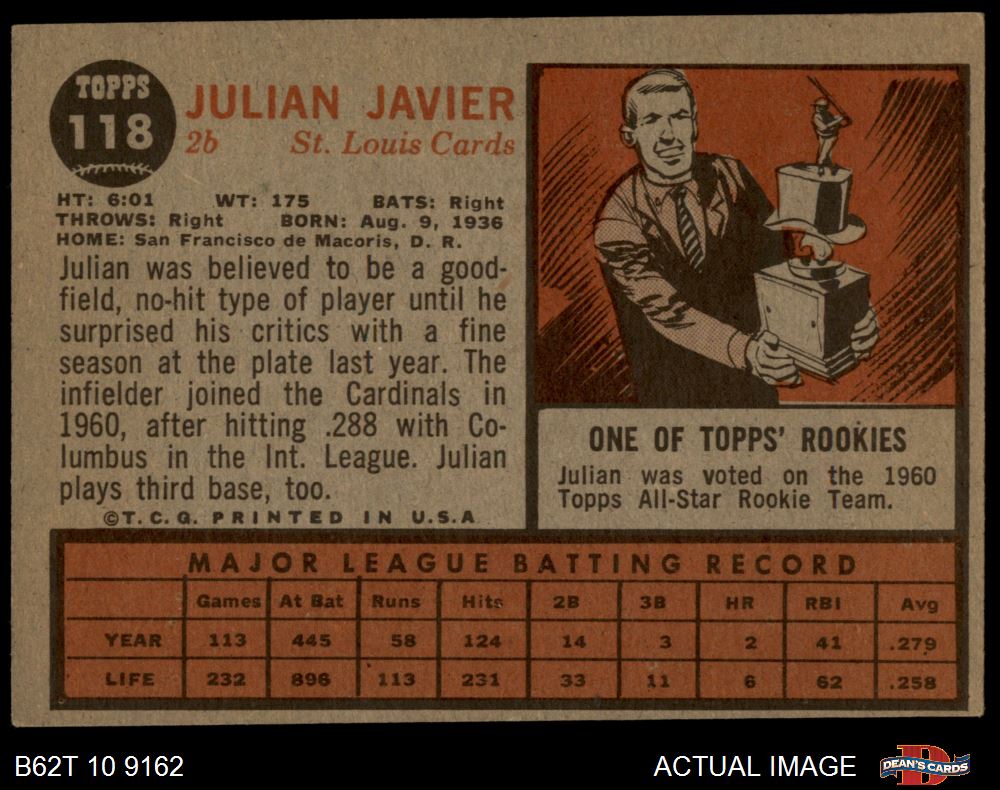 TOPPS
118
JULIAN JAVIER
2b St. Louis Cards
HT: 6:01 WT: 175 BATS: Right
THROWS: Right BORN: Aug. 9, 1936
HOME: San Francisco de Macoris, D. R.
Julian was believed to be a good-
field, no-hit type of player until he
surprised his critics with a fine
season at the plate last year. The
infielder joined the Cardinals in
1960, after hitting .288 with Co-
lumbus in the Int. League. Julian
plays third base, too.
©T.C.G. PRINTED IN U.S.A
ONE OF TOPPS' ROOKIES
Julian was voted on the 1960
Topps All-Star Rookie Team.
MAJOR LEAGUE BATTING RECORD
Games At Bat Runs Hits 2B 3B HR RBI Avg
YEAR 113 445 58 124 14 3 2 41 .279
LIFE 232 896 113 231 33 11 6 62 .258
B62T 10 9162
ACTUAL IMAGE
DEAN'S CARDS